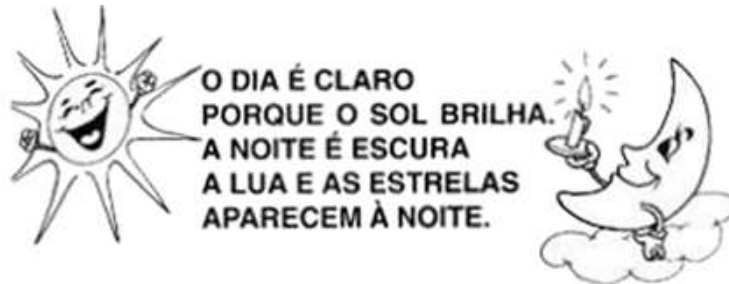 O DIA É CLARO
PORQUE O SOL BRILHA.
A NOITE É ESCURA
A LUA E AS ESTRELAS
APARECEM À NOITE.